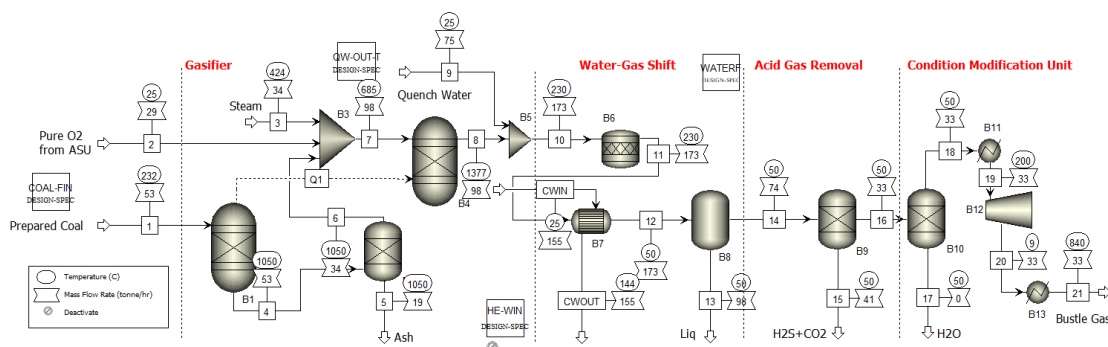 Gasifier
Water-Gas Shift
Acid Gas Removal
Condition Modification Unit
QW-OUT-T
DESIGN-SPEC
WATERF
DESIGN-SPEC
25
75
9
Quench Water
424
34
Steam
3
B3
685
98
7
25
29
Pure O2
from ASU
2
COAL-FIN
DESIGN-SPEC
232
53
Prepared Coal
1
Q1
8
B4
1377
98
B5
230
173
10
B6
11
230
173
CWIN
25
155
B7
12
50
173
144
155
CWOUT
B8
50
74
14
13
50
98
Liq
B9
50
33
16
15
50
41
H2S+CO2
B10
50
33
18
B11
19
200
33
B12
17
50
0
H2O
20
9
33
B13
840
33
21
Bustle Gas
6
1050
34
1050
53
B1
4
5
1050
19
Ash
HE-WIN
DESIGN-SPEC
Temperature (C)
Mass Flow Rate (tonne/hr)
Deactivate